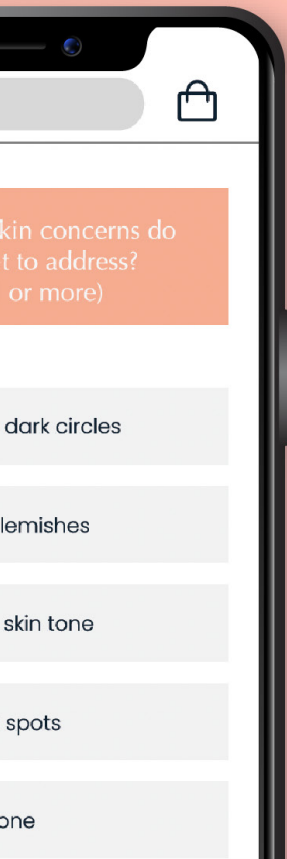 kin concerns do
t to address?
or more)
dark circles
lemishes
skin tone
spots
one